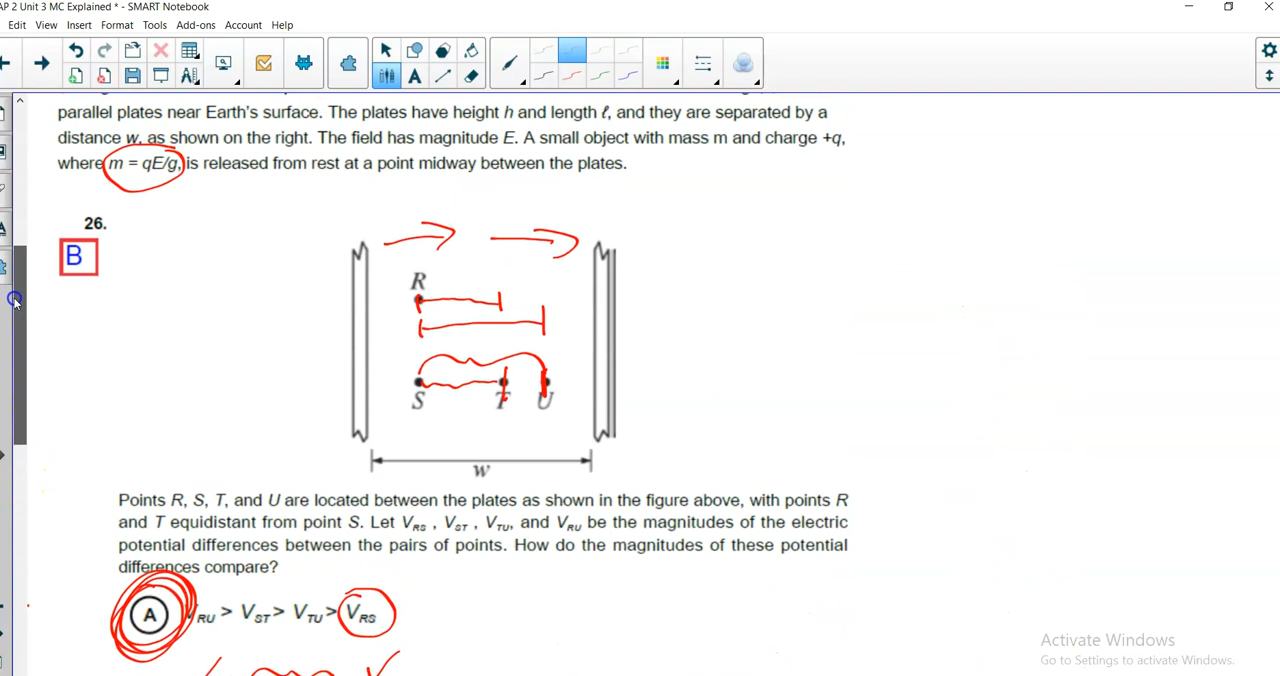 AP 2 Unit 3 MC Explained * - SMART Notebook
Edit View Insert Format Tools Add-ons Account Help
parallel plates near Earth's surface. The plates have height h and length ℓ, and they are separated by a
distance w, as shown on the right. The field has magnitude E. A small object with mass m and charge +q,
where m = qE/g, is released from rest at a point midway between the plates.
26.
B
R
S T U
w
Points R, S, T, and U are located between the plates as shown in the figure above, with points R
and T equidistant from point S. Let V_RS , V_ST , V_TU, and V_RU be the magnitudes of the electric
potential differences between the pairs of points. How do the magnitudes of these potential
differences compare?
A V_RU > V_ST > V_TU > V_RS
Activate Windows
Go to Settings to activate Windows.